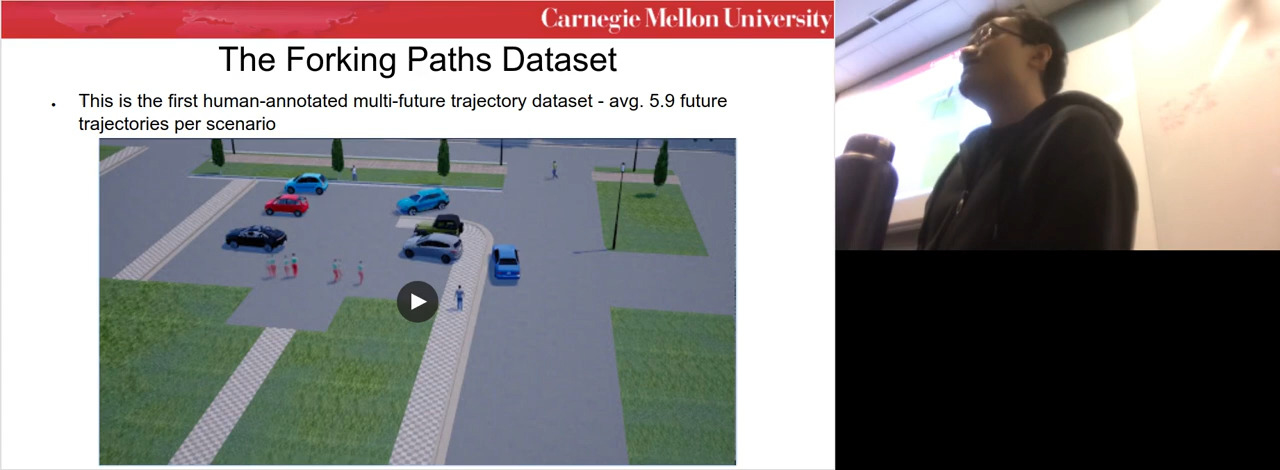 Carnegie Mellon University
The Forking Paths Dataset
• This is the first human-annotated multi-future trajectory dataset - avg. 5.9 future
trajectories per scenario